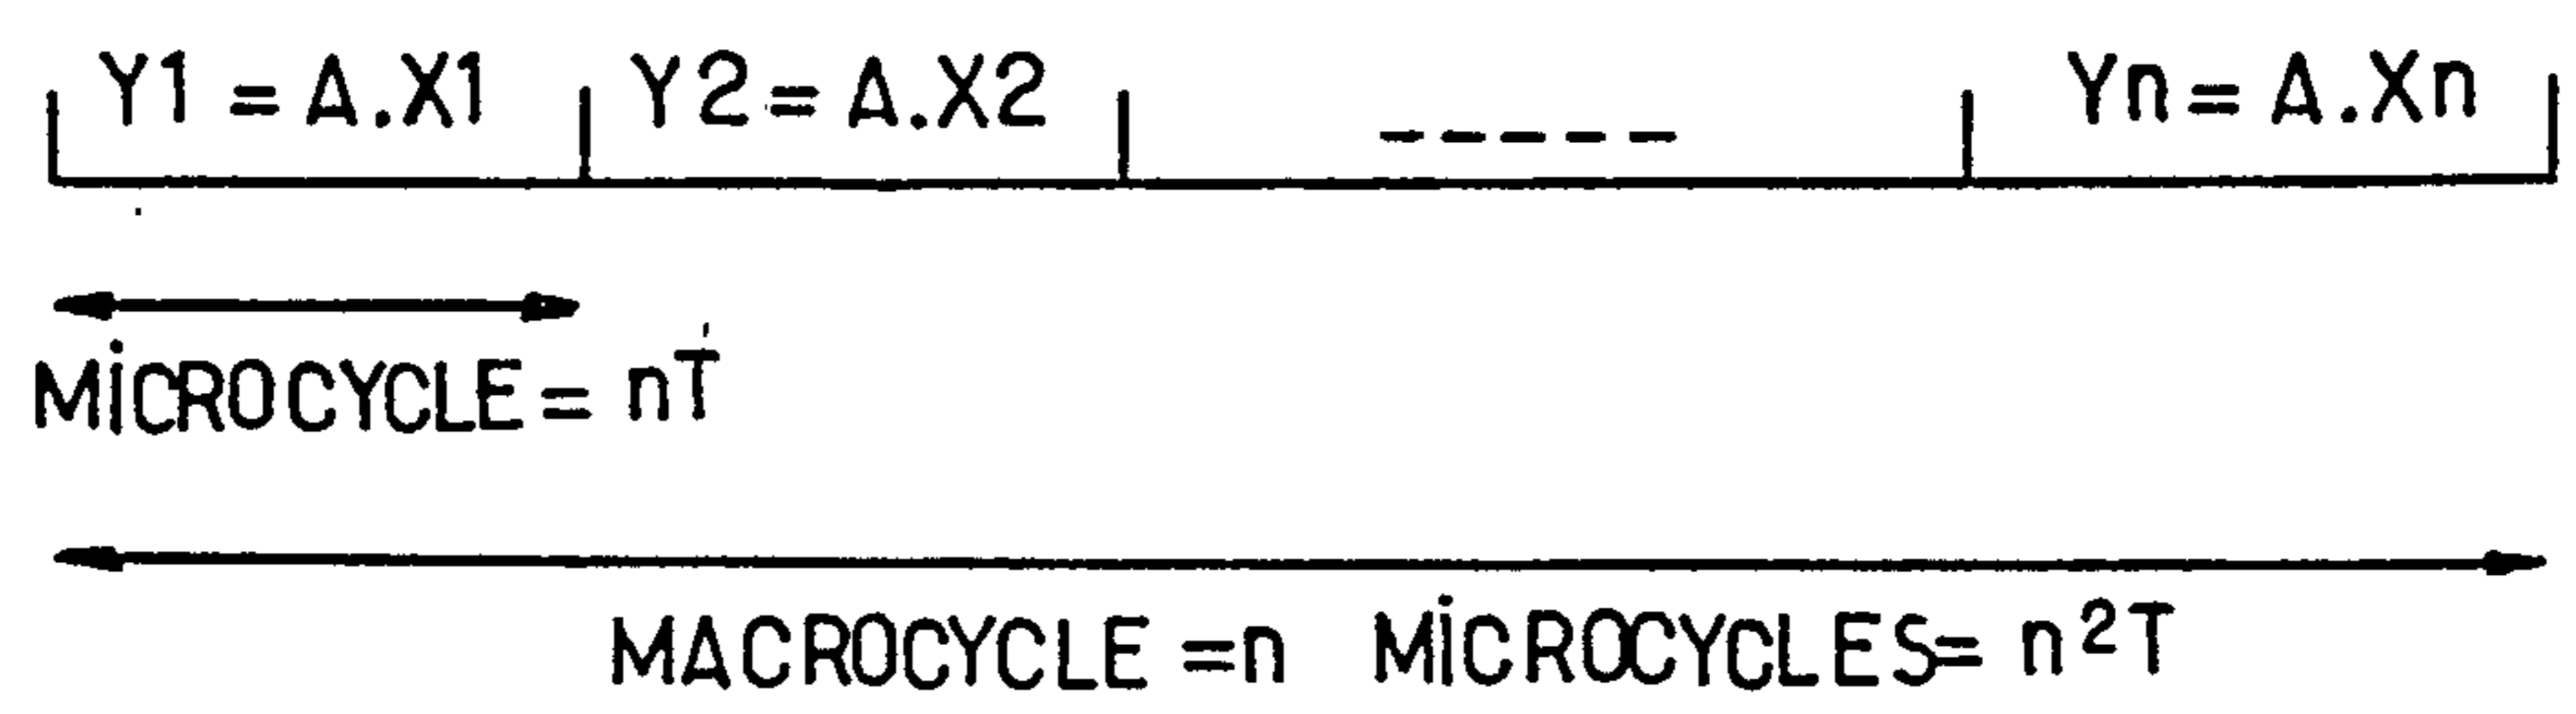 Y1 = A.X1 Y2 = A.X2 ----- Yn = A.Xn
MiCROCYCLE = nT
MACROCYCLE = n MiCROCYCLES = n²T